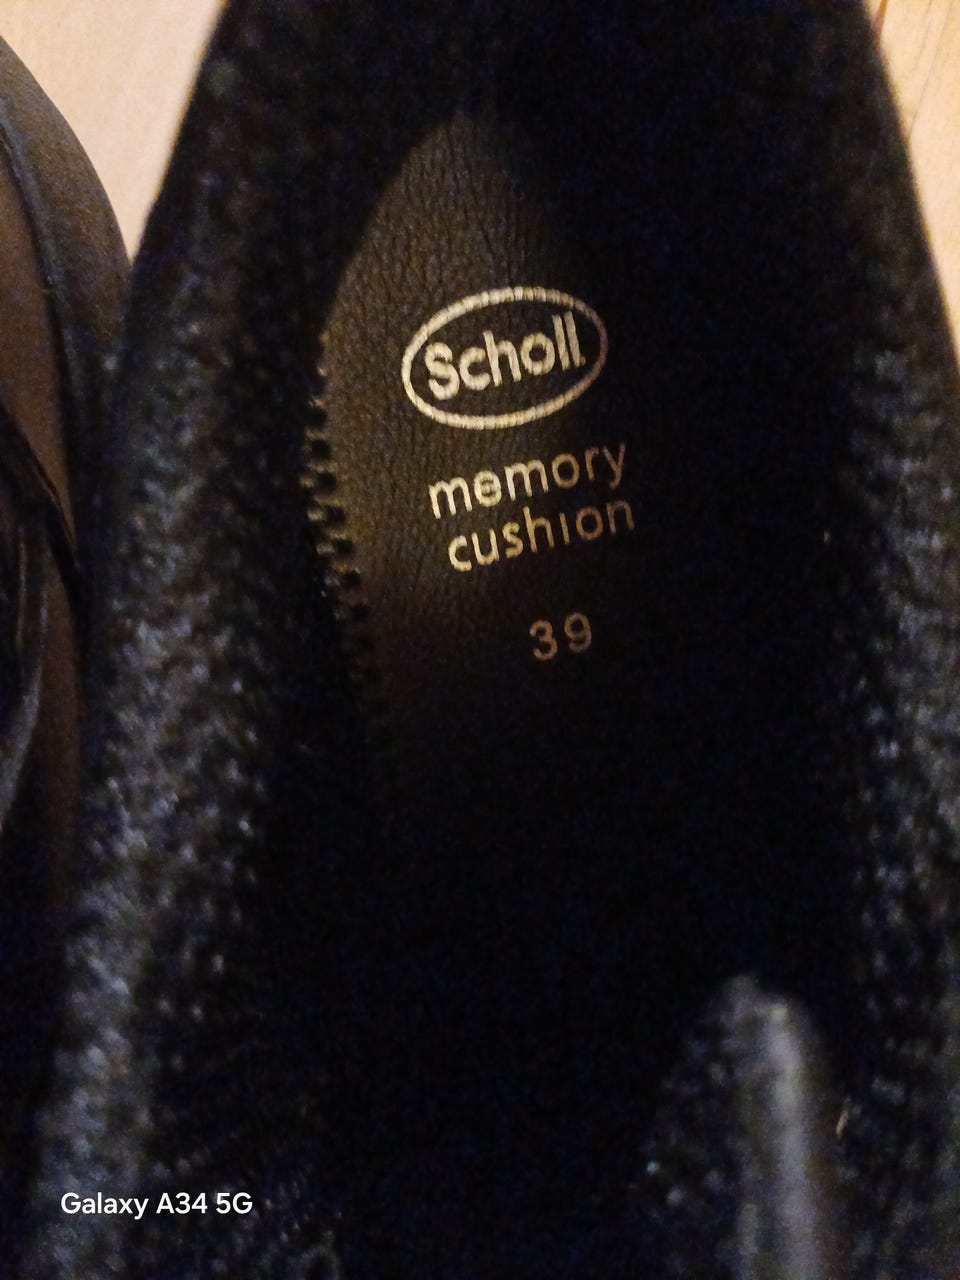 Scholl
memory
cushion
39
Galaxy A34 5G